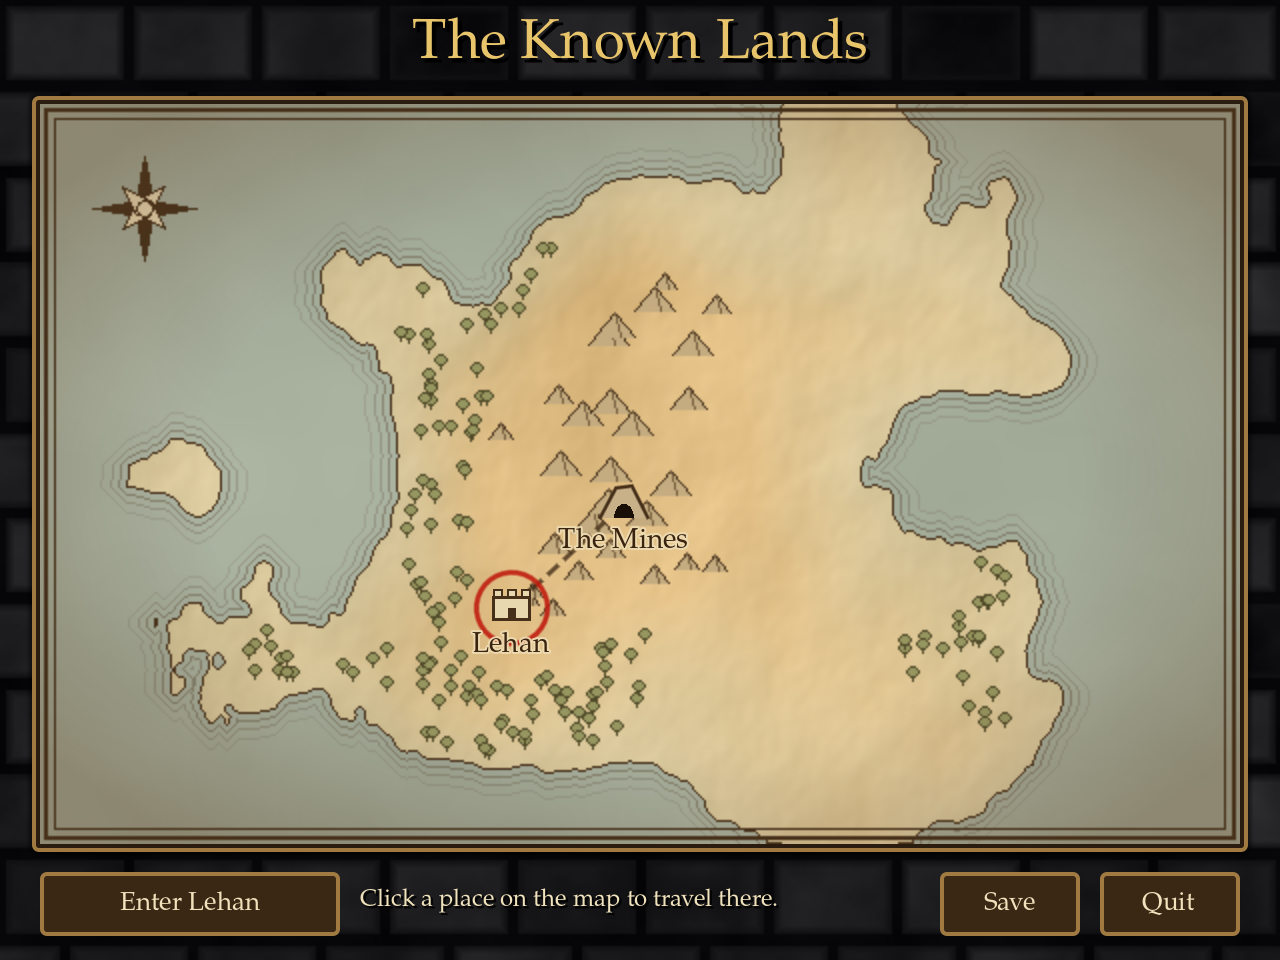 The Known Lands
The Mines
Lehan
Enter Lehan
Click a place on the map to travel there.
Save
Quit